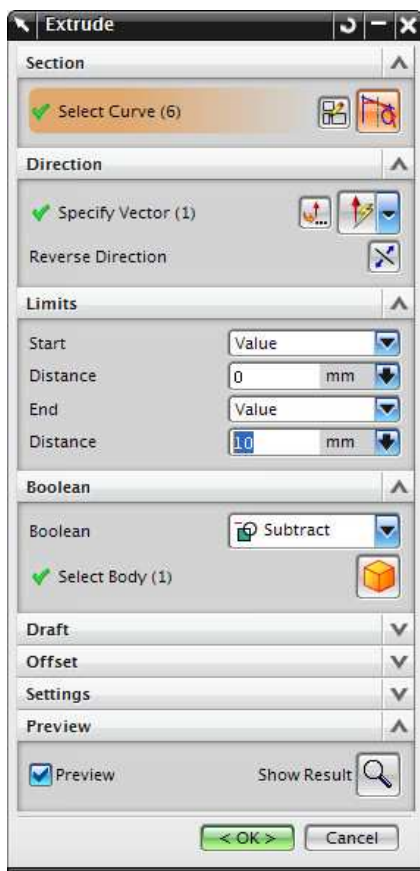 Extrude
Section
Select Curve (6)
Direction
Specify Vector (1)
Reverse Direction
Limits
Start Value
Distance 0 mm
End Value
Distance 10 mm
Boolean
Boolean Subtract
Select Body (1)
Draft
Offset
Settings
Preview
Preview Show Result
< OK > Cancel